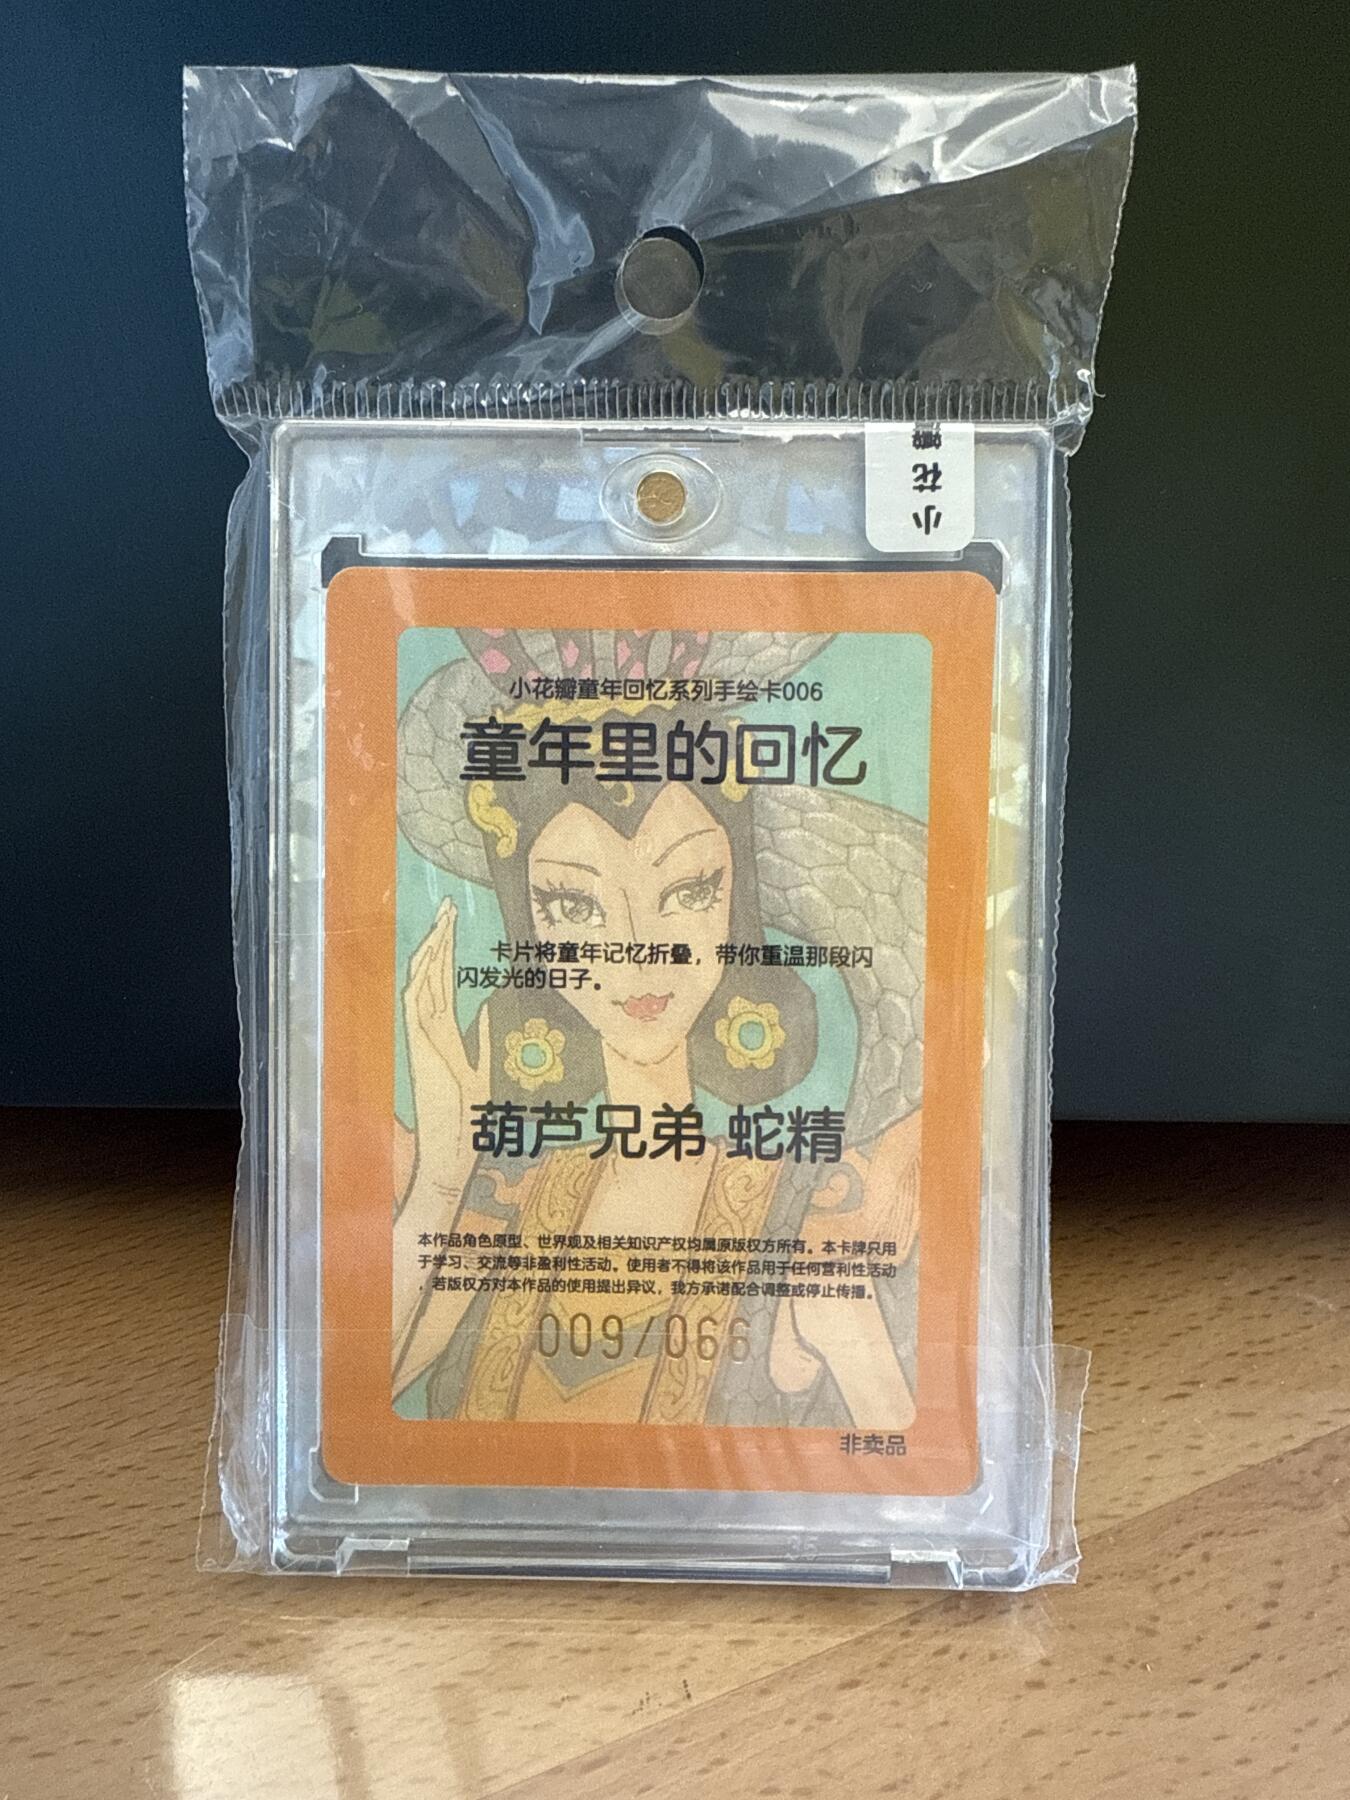 小花瓣
小花瓣童年回忆系列手绘卡006
童年里的回忆
卡片将童年记忆折叠，带你重温那段闪
闪发光的日子。
葫芦兄弟 蛇精
本作品角色原型、世界观及相关知识产权均属原版权方所有。本卡牌只用
于学习、交流等非盈利性活动。使用者不得将该作品用于任何营利性活动
，若版权方对本作品的使用提出异议，我方承诺配合调整或停止传播。
009/066
非卖品